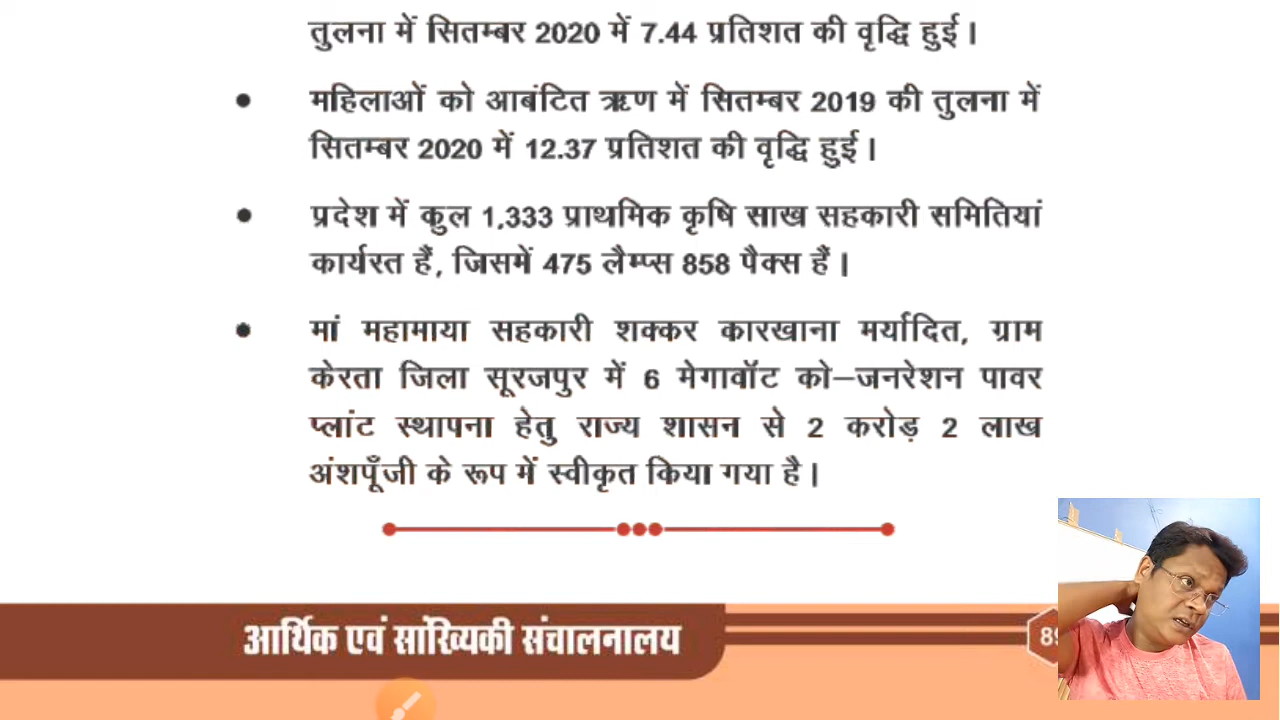 तुलना में सितम्बर 2020 में 7.44 प्रतिशत की वृद्धि हुई।
• महिलाओं को आबंटित ऋण में सितम्बर 2019 की तुलना में
सितम्बर 2020 में 12.37 प्रतिशत की वृद्धि हुई।
• प्रदेश में कुल 1,333 प्राथमिक कृषि साख सहकारी समितियां
कार्यरत हैं, जिसमें 475 लैम्प्स 858 पैक्स हैं।
• मां महामाया सहकारी शक्कर कारखाना मर्यादित, ग्राम
केरता जिला सूरजपुर में 6 मेगावॉट को–जनरेशन पावर
प्लांट स्थापना हेतु राज्य शासन से 2 करोड़ 2 लाख
अंशपूँजी के रूप में स्वीकृत किया गया है।
आर्थिक एवं सांख्यिकी संचालनालय